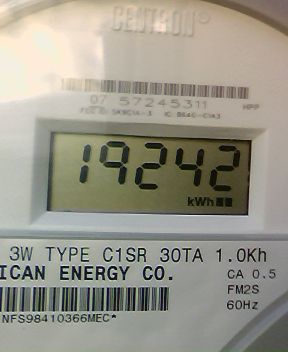 CENTRON®
07 57245311 HPP
19242
kWh
3W TYPE C1SR 30TA 1.0Kh
ICAN ENERGY CO. CA 0.5
FM2S
60Hz
NFS98410366MEC*